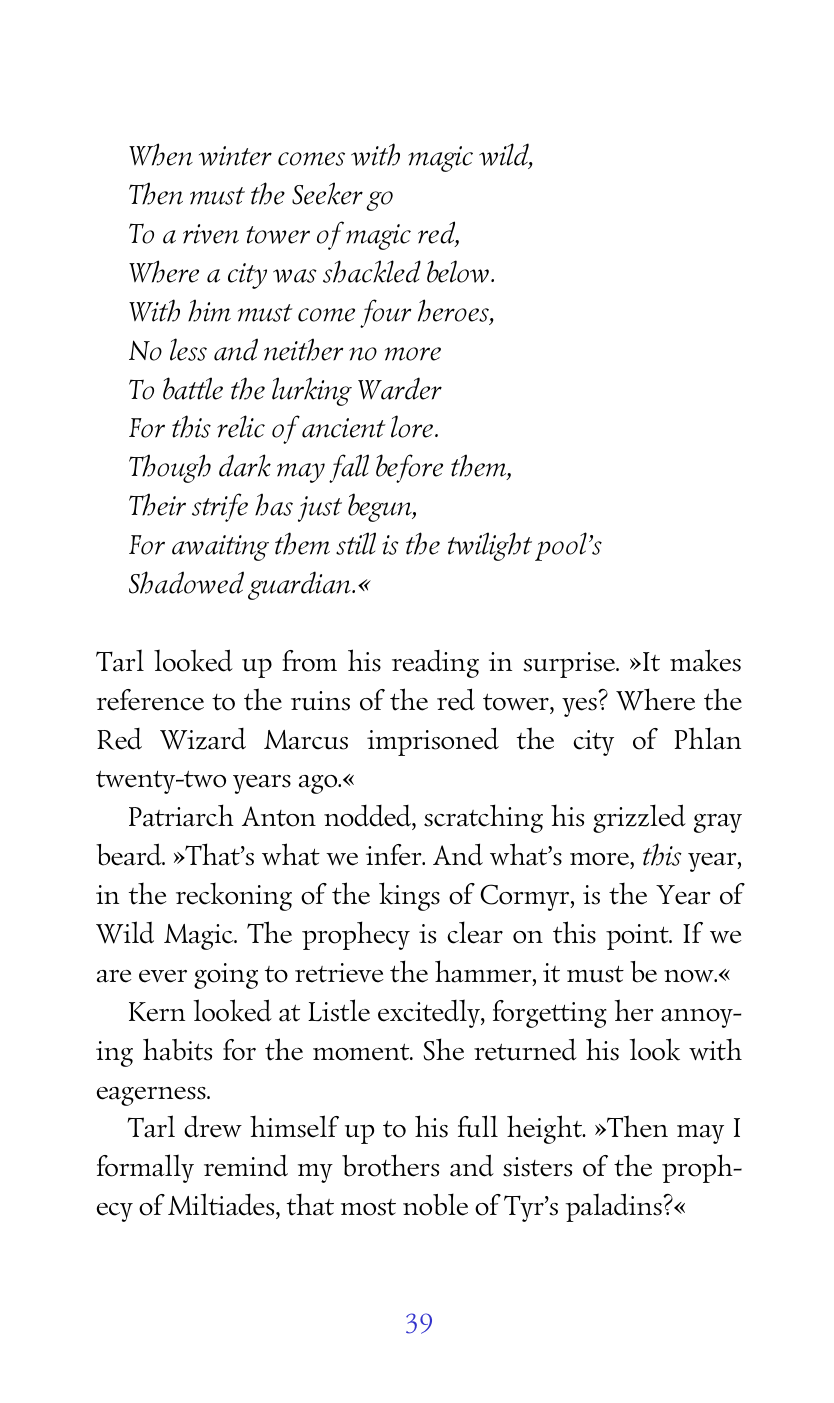 When winter comes with magic wild,
Then must the Seeker go
To a riven tower of magic red,
Where a city was shackled below.
With him must come four heroes,
No less and neither no more
To battle the lurking Warder
For this relic of ancient lore.
Though dark may fall before them,
Their strife has just begun,
For awaiting them still is the twilight pool’s
Shadowed guardian.«
Tarl looked up from his reading in surprise. »It makes
reference to the ruins of the red tower, yes? Where the
Red Wizard Marcus imprisoned the city of Phlan
twenty-two years ago.«
Patriarch Anton nodded, scratching his grizzled gray
beard. »That’s what we infer. And what’s more, this year,
in the reckoning of the kings of Cormyr, is the Year of
Wild Magic. The prophecy is clear on this point. If we
are ever going to retrieve the hammer, it must be now.«
Kern looked at Listle excitedly, forgetting her annoy-
ing habits for the moment. She returned his look with
eagerness.
Tarl drew himself up to his full height. »Then may I
formally remind my brothers and sisters of the proph-
ecy of Miltiades, that most noble of Tyr’s paladins?«
39